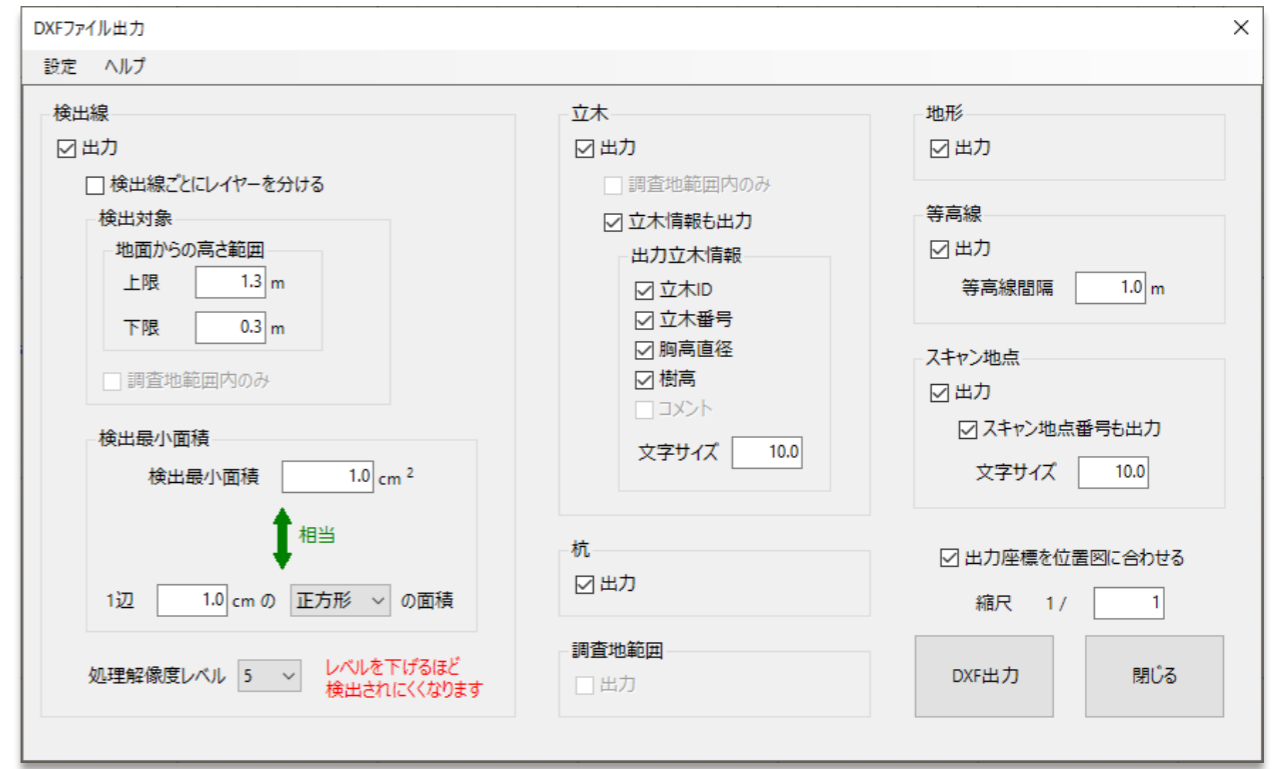 DXFファイル出力
設定 ヘルプ
検出線
出力
検出線ごとにレイヤーを分ける
検出対象
地面からの高さ範囲
上限 1.3 m
下限 0.3 m
調査地範囲内のみ
検出最小面積
検出最小面積 1.0 cm 2
相当
1辺 1.0 cm の 正方形 の面積
処理解像度レベル 5
レベルを下げるほど
検出されにくくなります
立木
出力
調査地範囲内のみ
立木情報も出力
出力立木情報
立木ID
立木番号
胸高直径
樹高
コメント
文字サイズ 10.0
杭
出力
調査地範囲
出力
地形
出力
等高線
出力
等高線間隔 1.0 m
スキャン地点
出力
スキャン地点番号も出力
文字サイズ 10.0
出力座標を位置図に合わせる
縮尺 1 / 1
DXF出力 閉じる